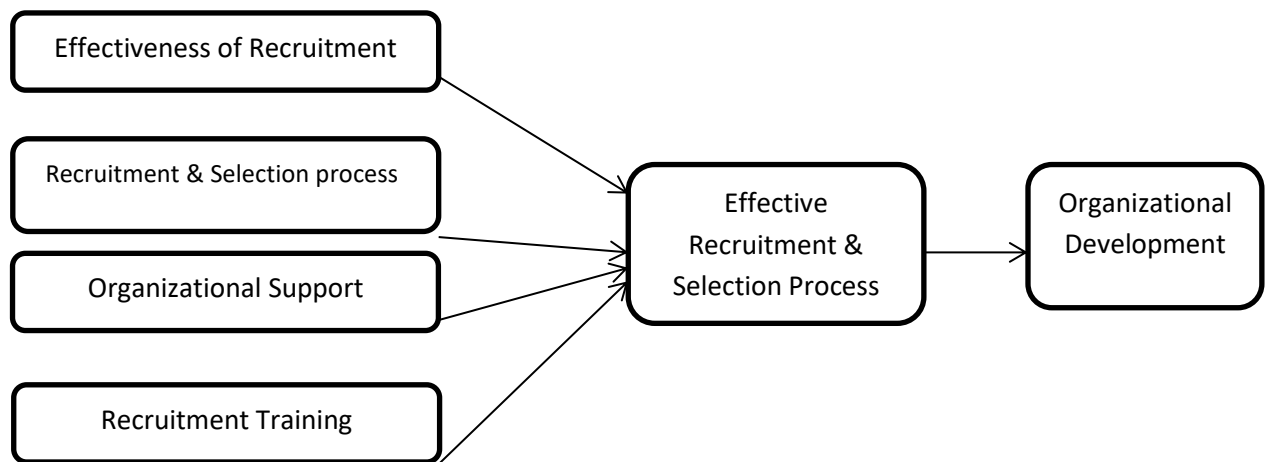 Effectiveness of Recruitment
Recruitment & Selection process
Organizational Support
Recruitment Training
Effective
Recruitment &
Selection Process
Organizational
Development